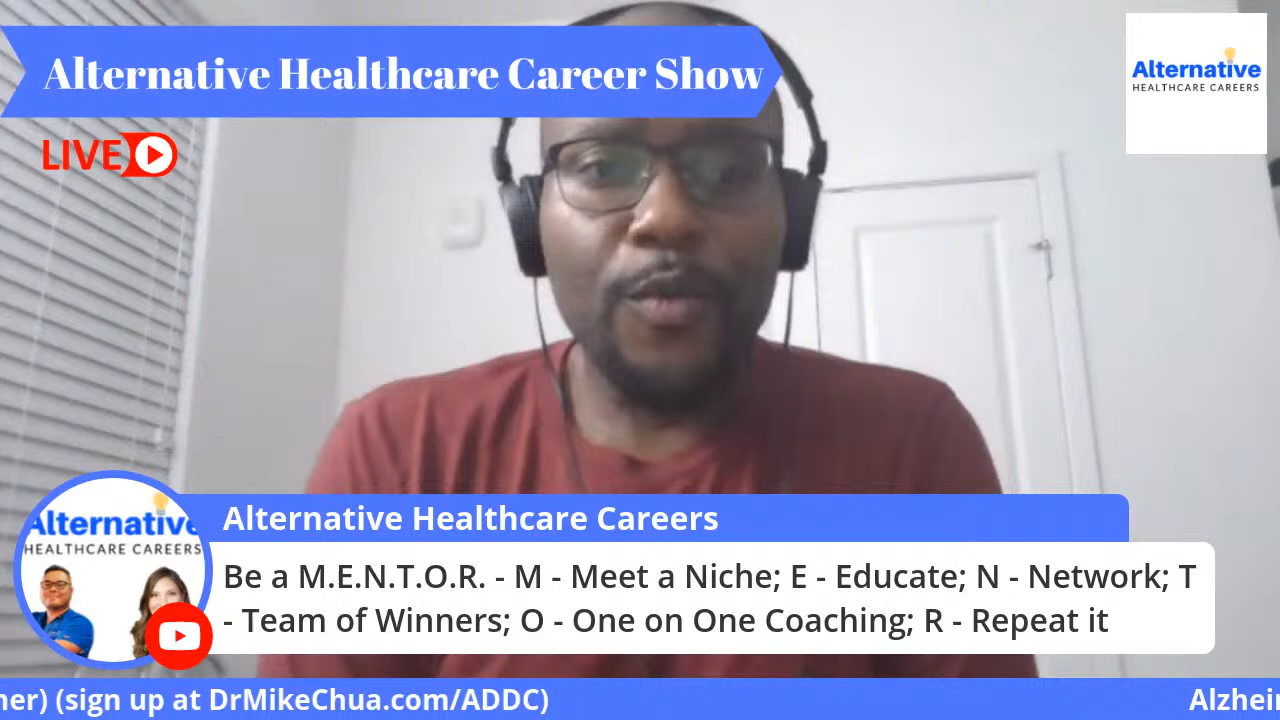 Alternative Healthcare Career Show
LIVE
Alternative
HEALTHCARE CAREERS
Alternative Healthcare Careers
Alternative
HEALTHCARE CAREERS
Be a M.E.N.T.O.R. - M - Meet a Niche; E - Educate; N - Network; T
- Team of Winners; O - One on One Coaching; R - Repeat it
(sign up at DrMikeChua.com/ADDC)